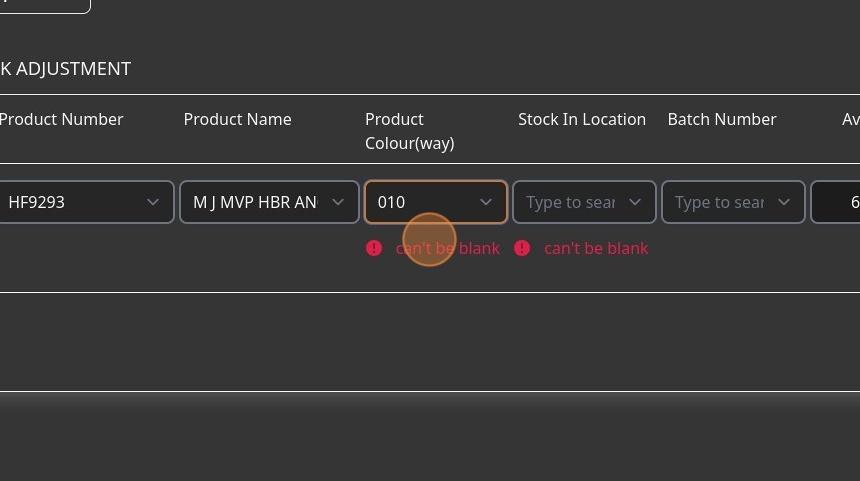 K ADJUSTMENT
Product Number Product Name Product Colour(way) Stock In Location Batch Number Av
HF9293 M J MVP HBR AN 010 Type to sear Type to sear 6
can't be blank can't be blank